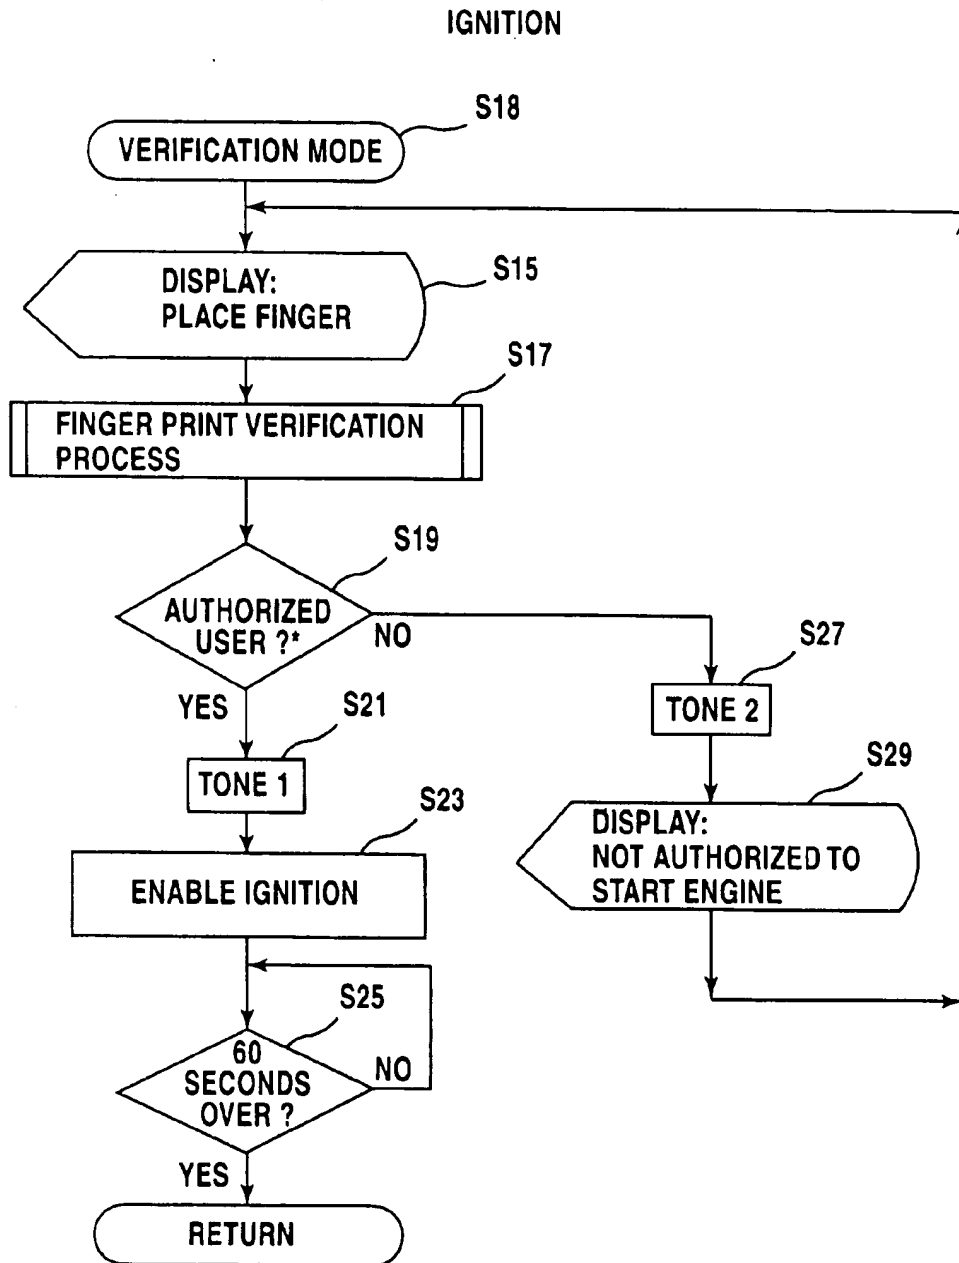 IGNITION
S18
VERIFICATION MODE
S15
DISPLAY:
PLACE FINGER
S17
FINGER PRINT VERIFICATION
PROCESS
S19
AUTHORIZED
USER ?*
NO
YES
S21
TONE 1
S23
ENABLE IGNITION
S25
60
SECONDS
OVER ?
NO
YES
RETURN
S27
TONE 2
S29
DISPLAY:
NOT AUTHORIZED TO
START ENGINE